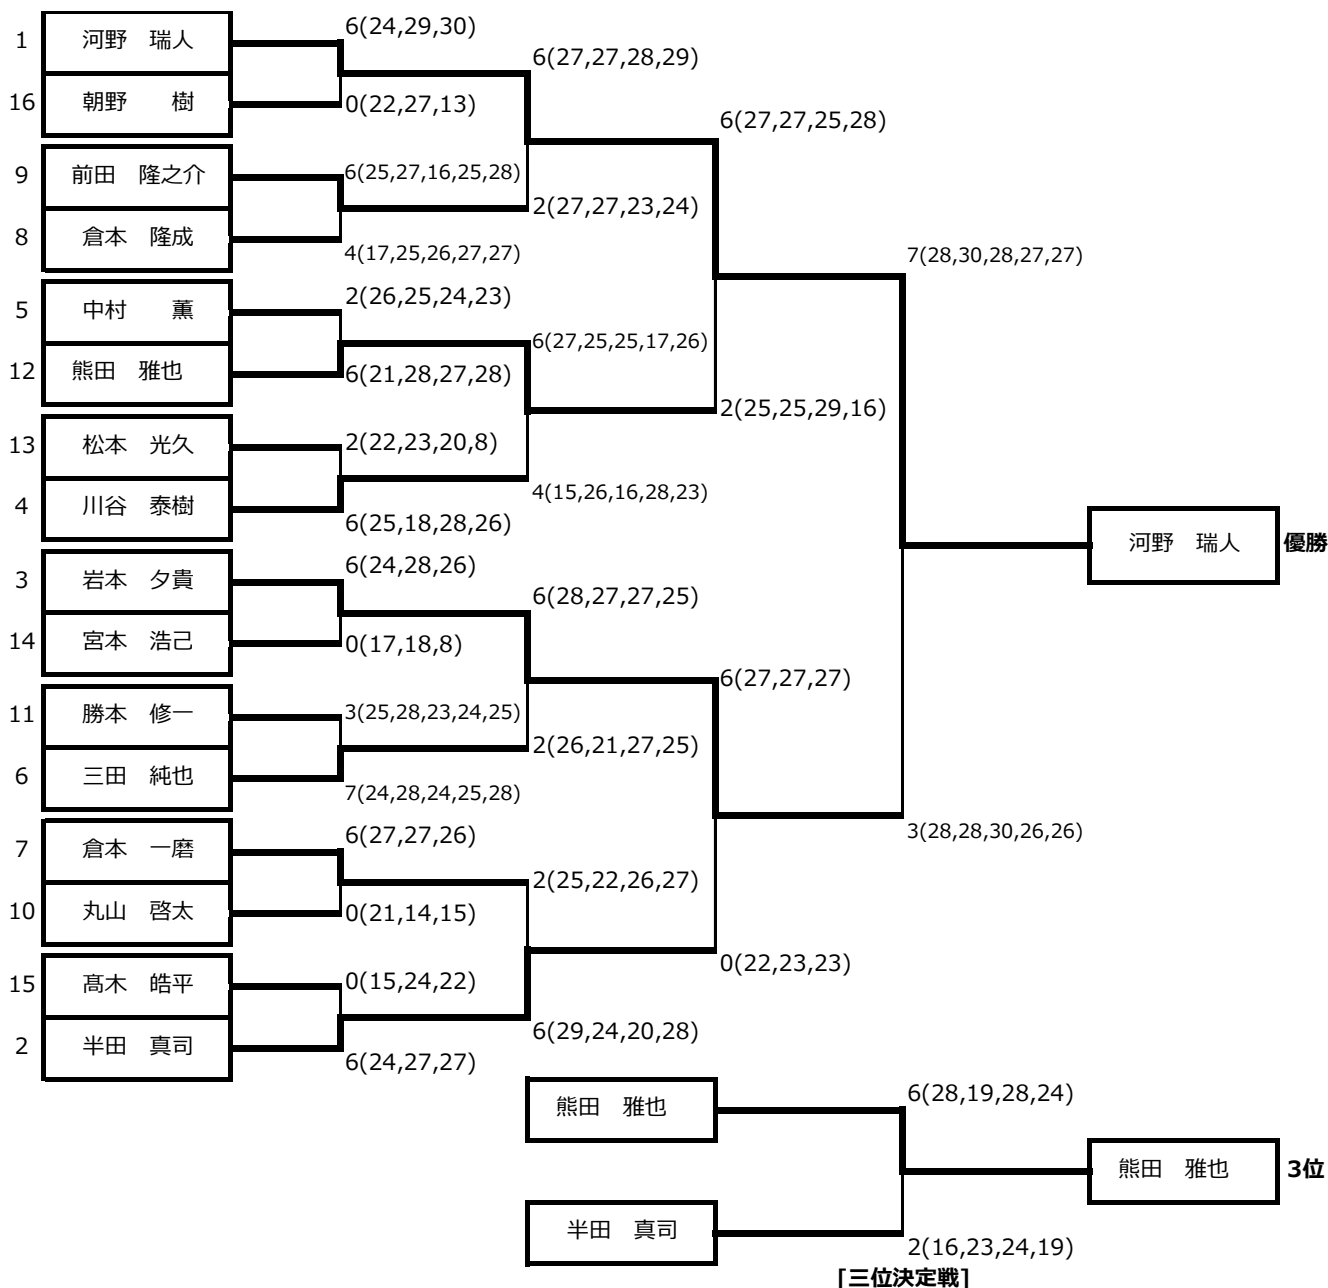 1 河野　瑞人 6(24,29,30)
6(27,27,28,29)
16 朝野　　樹 0(22,27,13)
6(27,27,25,28)
9 前田　隆之介 6(25,27,16,25,28)
2(27,27,23,24)
8 倉本　隆成 4(17,25,26,27,27)
7(28,30,28,27,27)
5 中村　　薫 2(26,25,24,23)
6(27,25,25,17,26)
12 熊田　雅也 6(21,28,27,28)
2(25,25,29,16)
13 松本　光久 2(22,23,20,8)
4(15,26,16,28,23)
4 川谷　泰樹 6(25,18,28,26)
河野　瑞人 優勝
3 岩本　夕貴 6(24,28,26)
6(28,27,27,25)
14 宮本　浩己 0(17,18,8)
6(27,27,27)
11 勝本　修一 3(25,28,23,24,25)
2(26,21,27,25)
6 三田　純也 7(24,28,24,25,28)
3(28,28,30,26,26)
7 倉本　一磨 6(27,27,26)
2(25,22,26,27)
10 丸山　啓太 0(21,14,15)
0(22,23,23)
15 髙木　皓平 0(15,24,22)
6(29,24,20,28)
2 半田　真司 6(24,27,27)
熊田　雅也 6(28,19,28,24)
熊田　雅也 3位
半田　真司 2(16,23,24,19)
[三位決定戦]